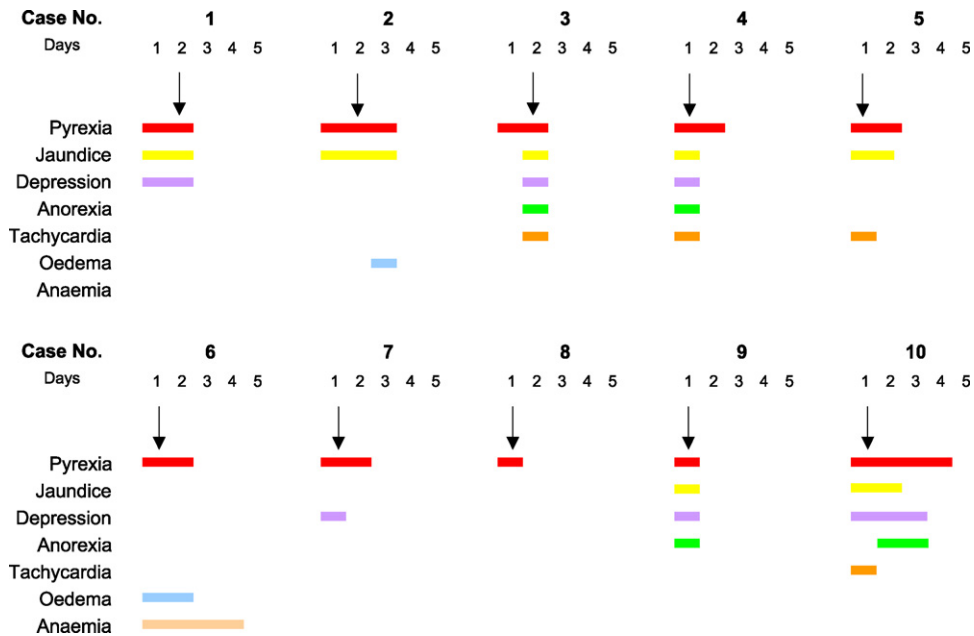 Case No. 1 2 3 4 5
Days 1 2 3 4 5 1 2 3 4 5 1 2 3 4 5 1 2 3 4 5 1 2 3 4 5
Pyrexia
Jaundice
Depression
Anorexia
Tachycardia
Oedema
Anaemia
Case No. 6 7 8 9 10
Days 1 2 3 4 5 1 2 3 4 5 1 2 3 4 5 1 2 3 4 5 1 2 3 4 5
Pyrexia
Jaundice
Depression
Anorexia
Tachycardia
Oedema
Anaemia